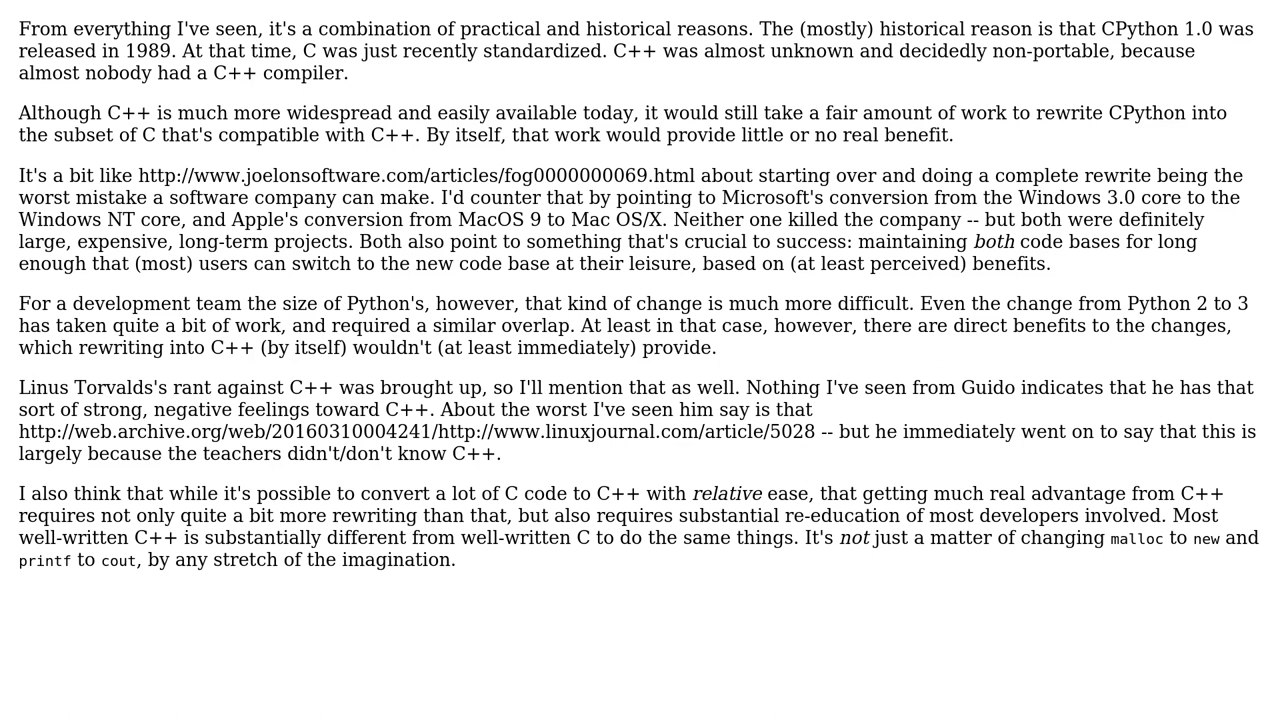 From everything I've seen, it's a combination of practical and historical reasons. The (mostly) historical reason is that CPython 1.0 was
released in 1989. At that time, C was just recently standardized. C++ was almost unknown and decidedly non-portable, because
almost nobody had a C++ compiler.
Although C++ is much more widespread and easily available today, it would still take a fair amount of work to rewrite CPython into
the subset of C that's compatible with C++. By itself, that work would provide little or no real benefit.
It's a bit like http://www.joelonsoftware.com/articles/fog0000000069.html about starting over and doing a complete rewrite being the
worst mistake a software company can make. I'd counter that by pointing to Microsoft's conversion from the Windows 3.0 core to the
Windows NT core, and Apple's conversion from MacOS 9 to Mac OS/X. Neither one killed the company -- but both were definitely
large, expensive, long-term projects. Both also point to something that's crucial to success: maintaining both code bases for long
enough that (most) users can switch to the new code base at their leisure, based on (at least perceived) benefits.
For a development team the size of Python's, however, that kind of change is much more difficult. Even the change from Python 2 to 3
has taken quite a bit of work, and required a similar overlap. At least in that case, however, there are direct benefits to the changes,
which rewriting into C++ (by itself) wouldn't (at least immediately) provide.
Linus Torvalds's rant against C++ was brought up, so I'll mention that as well. Nothing I've seen from Guido indicates that he has that
sort of strong, negative feelings toward C++. About the worst I've seen him say is that
http://web.archive.org/web/20160310004241/http://www.linuxjournal.com/article/5028 -- but he immediately went on to say that this is
largely because the teachers didn't/don't know C++.
I also think that while it's possible to convert a lot of C code to C++ with relative ease, that getting much real advantage from C++
requires not only quite a bit more rewriting than that, but also requires substantial re-education of most developers involved. Most
well-written C++ is substantially different from well-written C to do the same things. It's not just a matter of changing malloc to new and
printf to cout, by any stretch of the imagination.